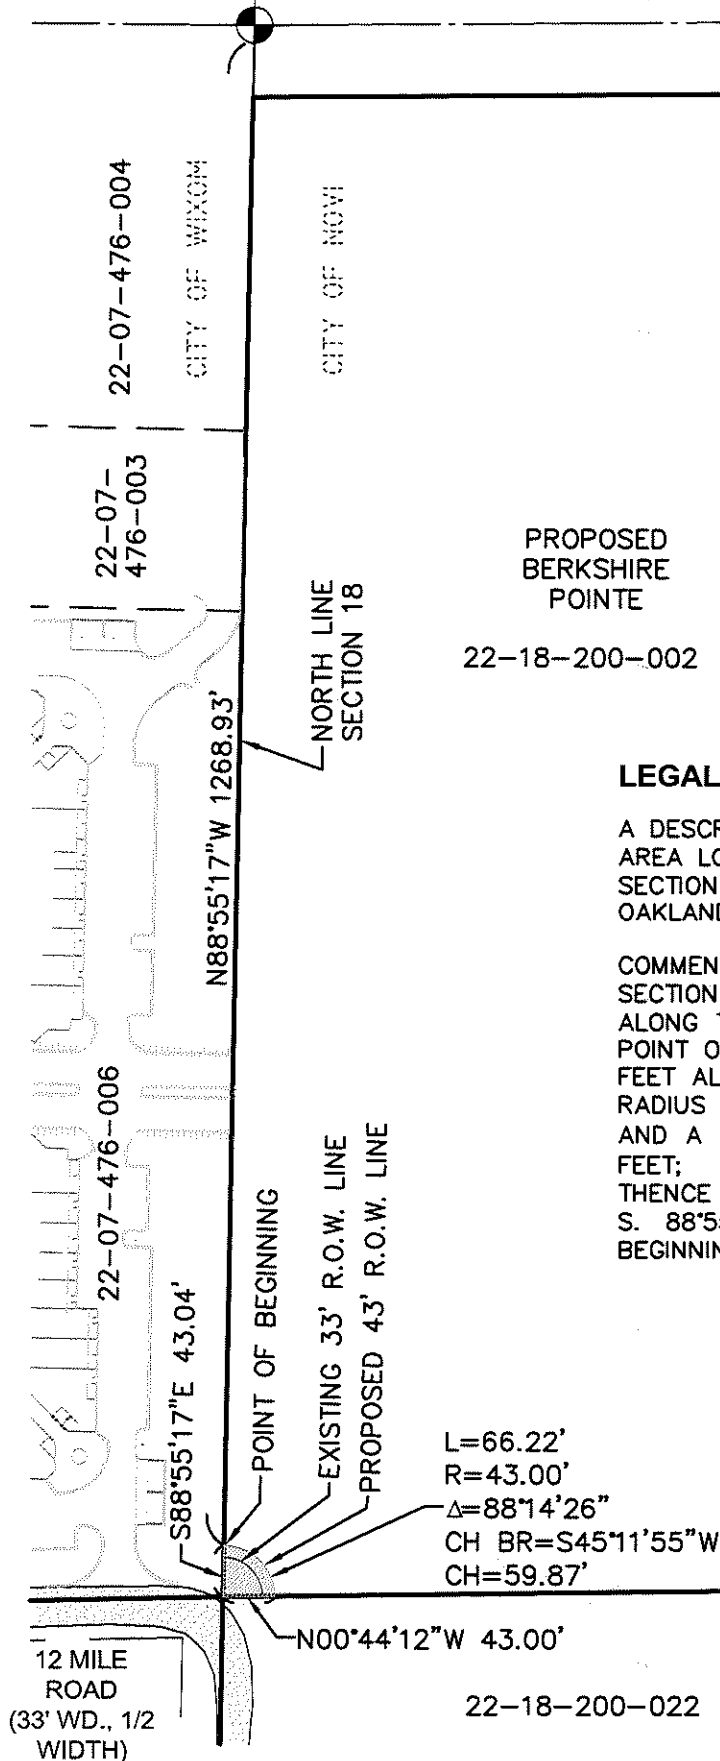 22-07-476-004
CITY OF WIXOM
CITY OF NOVI
22-07-
476-003
PROPOSED
BERKSHIRE
POINTE
22-18-200-002
NORTH LINE
SECTION 18
N88°55'17"W 1268.93'
LEGAL
A DESCR
AREA LO
SECTION
OAKLAND
COMMEN
SECTION
ALONG T
POINT O
FEET AL
RADIUS
AND A
FEET;
THENCE
S. 88°5
BEGINNIN
22-07-476-006
S88°55'17"E 43.04'
POINT OF BEGINNING
EXISTING 33' R.O.W. LINE
PROPOSED 43' R.O.W. LINE
L=66.22'
R=43.00'
Δ=88°14'26"
CH BR=S45°11'55"W
CH=59.87'
N00°44'12"W 43.00'
12 MILE
ROAD
(33' WD., 1/2
WIDTH)
22-18-200-022